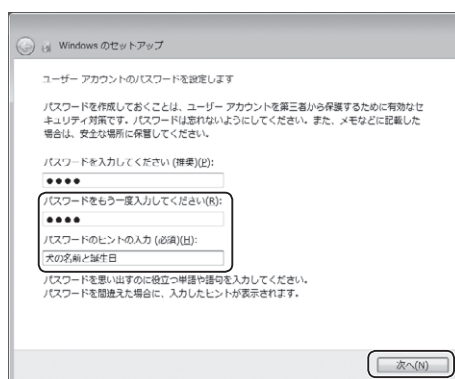 Windows のセットアップ
ユーザー アカウントのパスワードを設定します
パスワードを作成しておくことは、ユーザー アカウントを第三者から保護するために有効なセ
キュリティ対策です。パスワードは忘れないようにしてください。また、メモなどに記載した
場合は、安全な場所に保管してください。
パスワードを入力してください (推奨)(P):
●●●●
パスワードをもう一度入力してください(R):
●●●●
パスワードのヒントの入力 (必須)(H):
犬の名前と誕生日
パスワードを思い出すのに役立つ単語や語句を入力してください。
パスワードを間違えた場合に、入力したヒントが表示されます。
次へ(N)